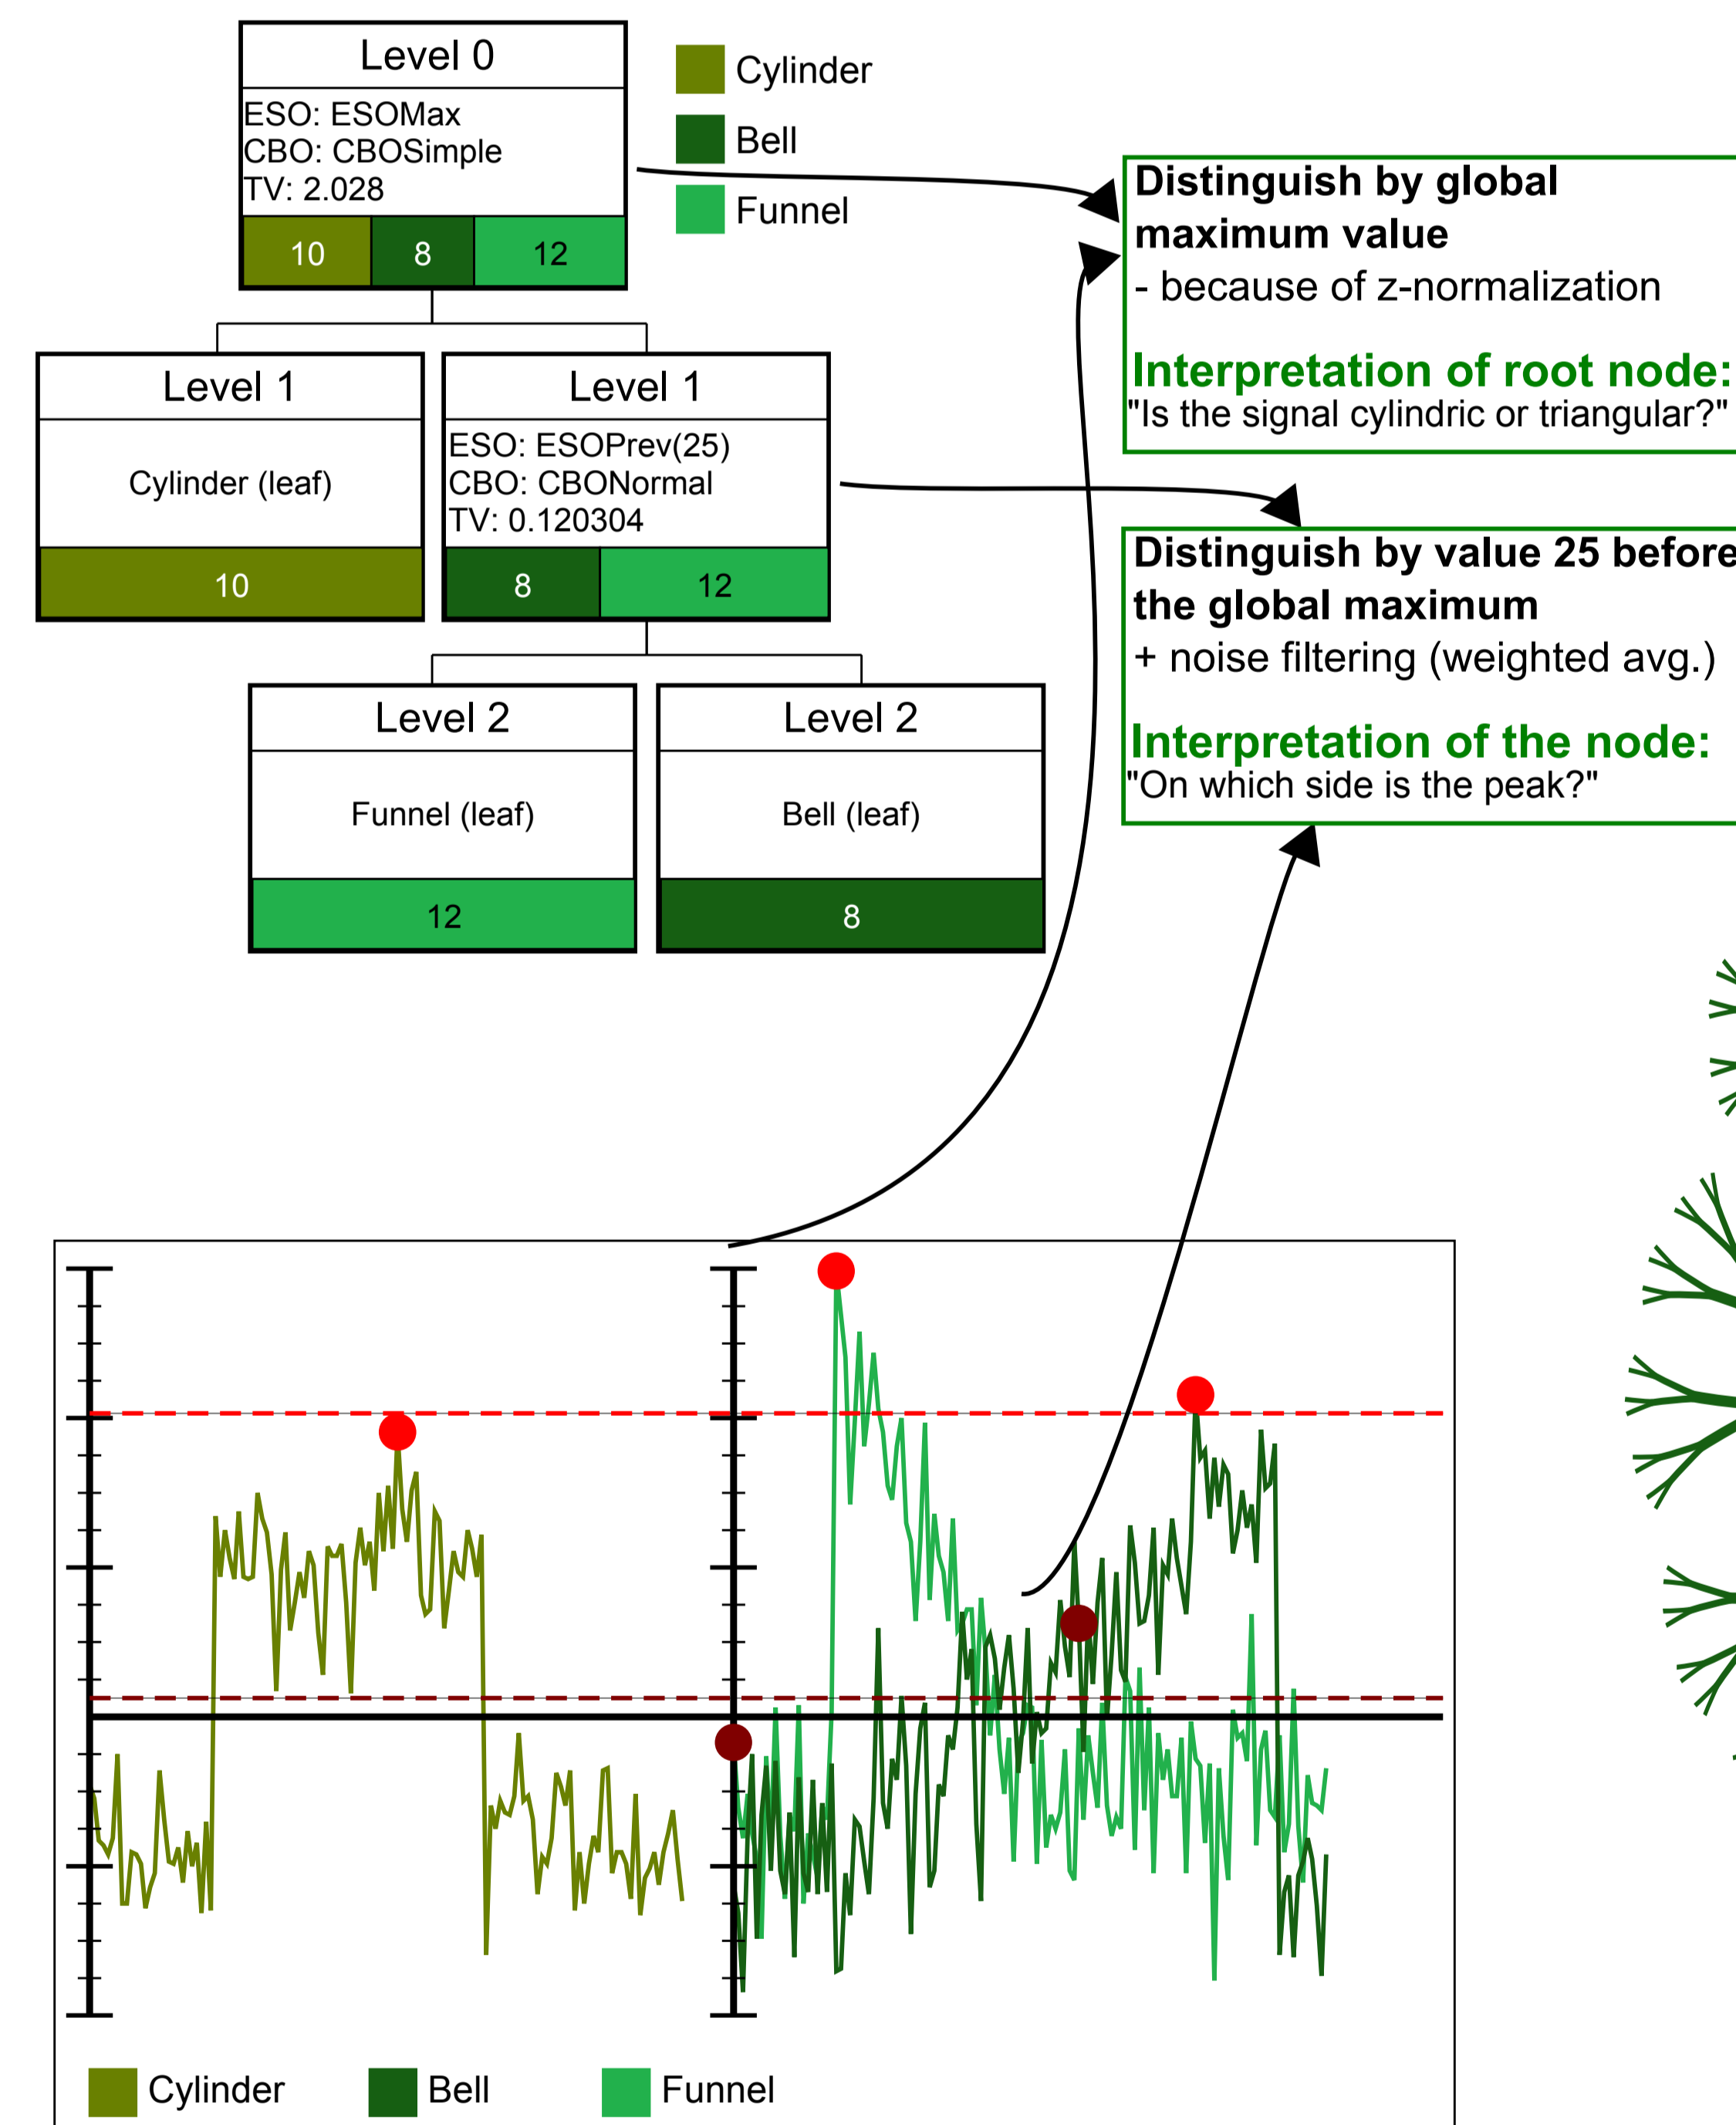 Level 0
ESO: ESOMax
CBO: CBOSimple
TV: 2.028
10 8 12
Cylinder
Bell
Funnel
Level 1
Cylinder (leaf)
10
Level 1
ESO: ESOPrev(25)
CBO: CBONormal
TV: 0.120304
8 12
Level 2
Funnel (leaf)
12
Level 2
Bell (leaf)
8
Distinguish by global
maximum value
- because of z-normalization
Interpretation of root node:
"Is the signal cylindric or triangular?"
Distinguish by value 25 before
the global maximum
+ noise filtering (weighted avg.)
Interpretation of the node:
"On which side is the peak?"
Cylinder Bell Funnel